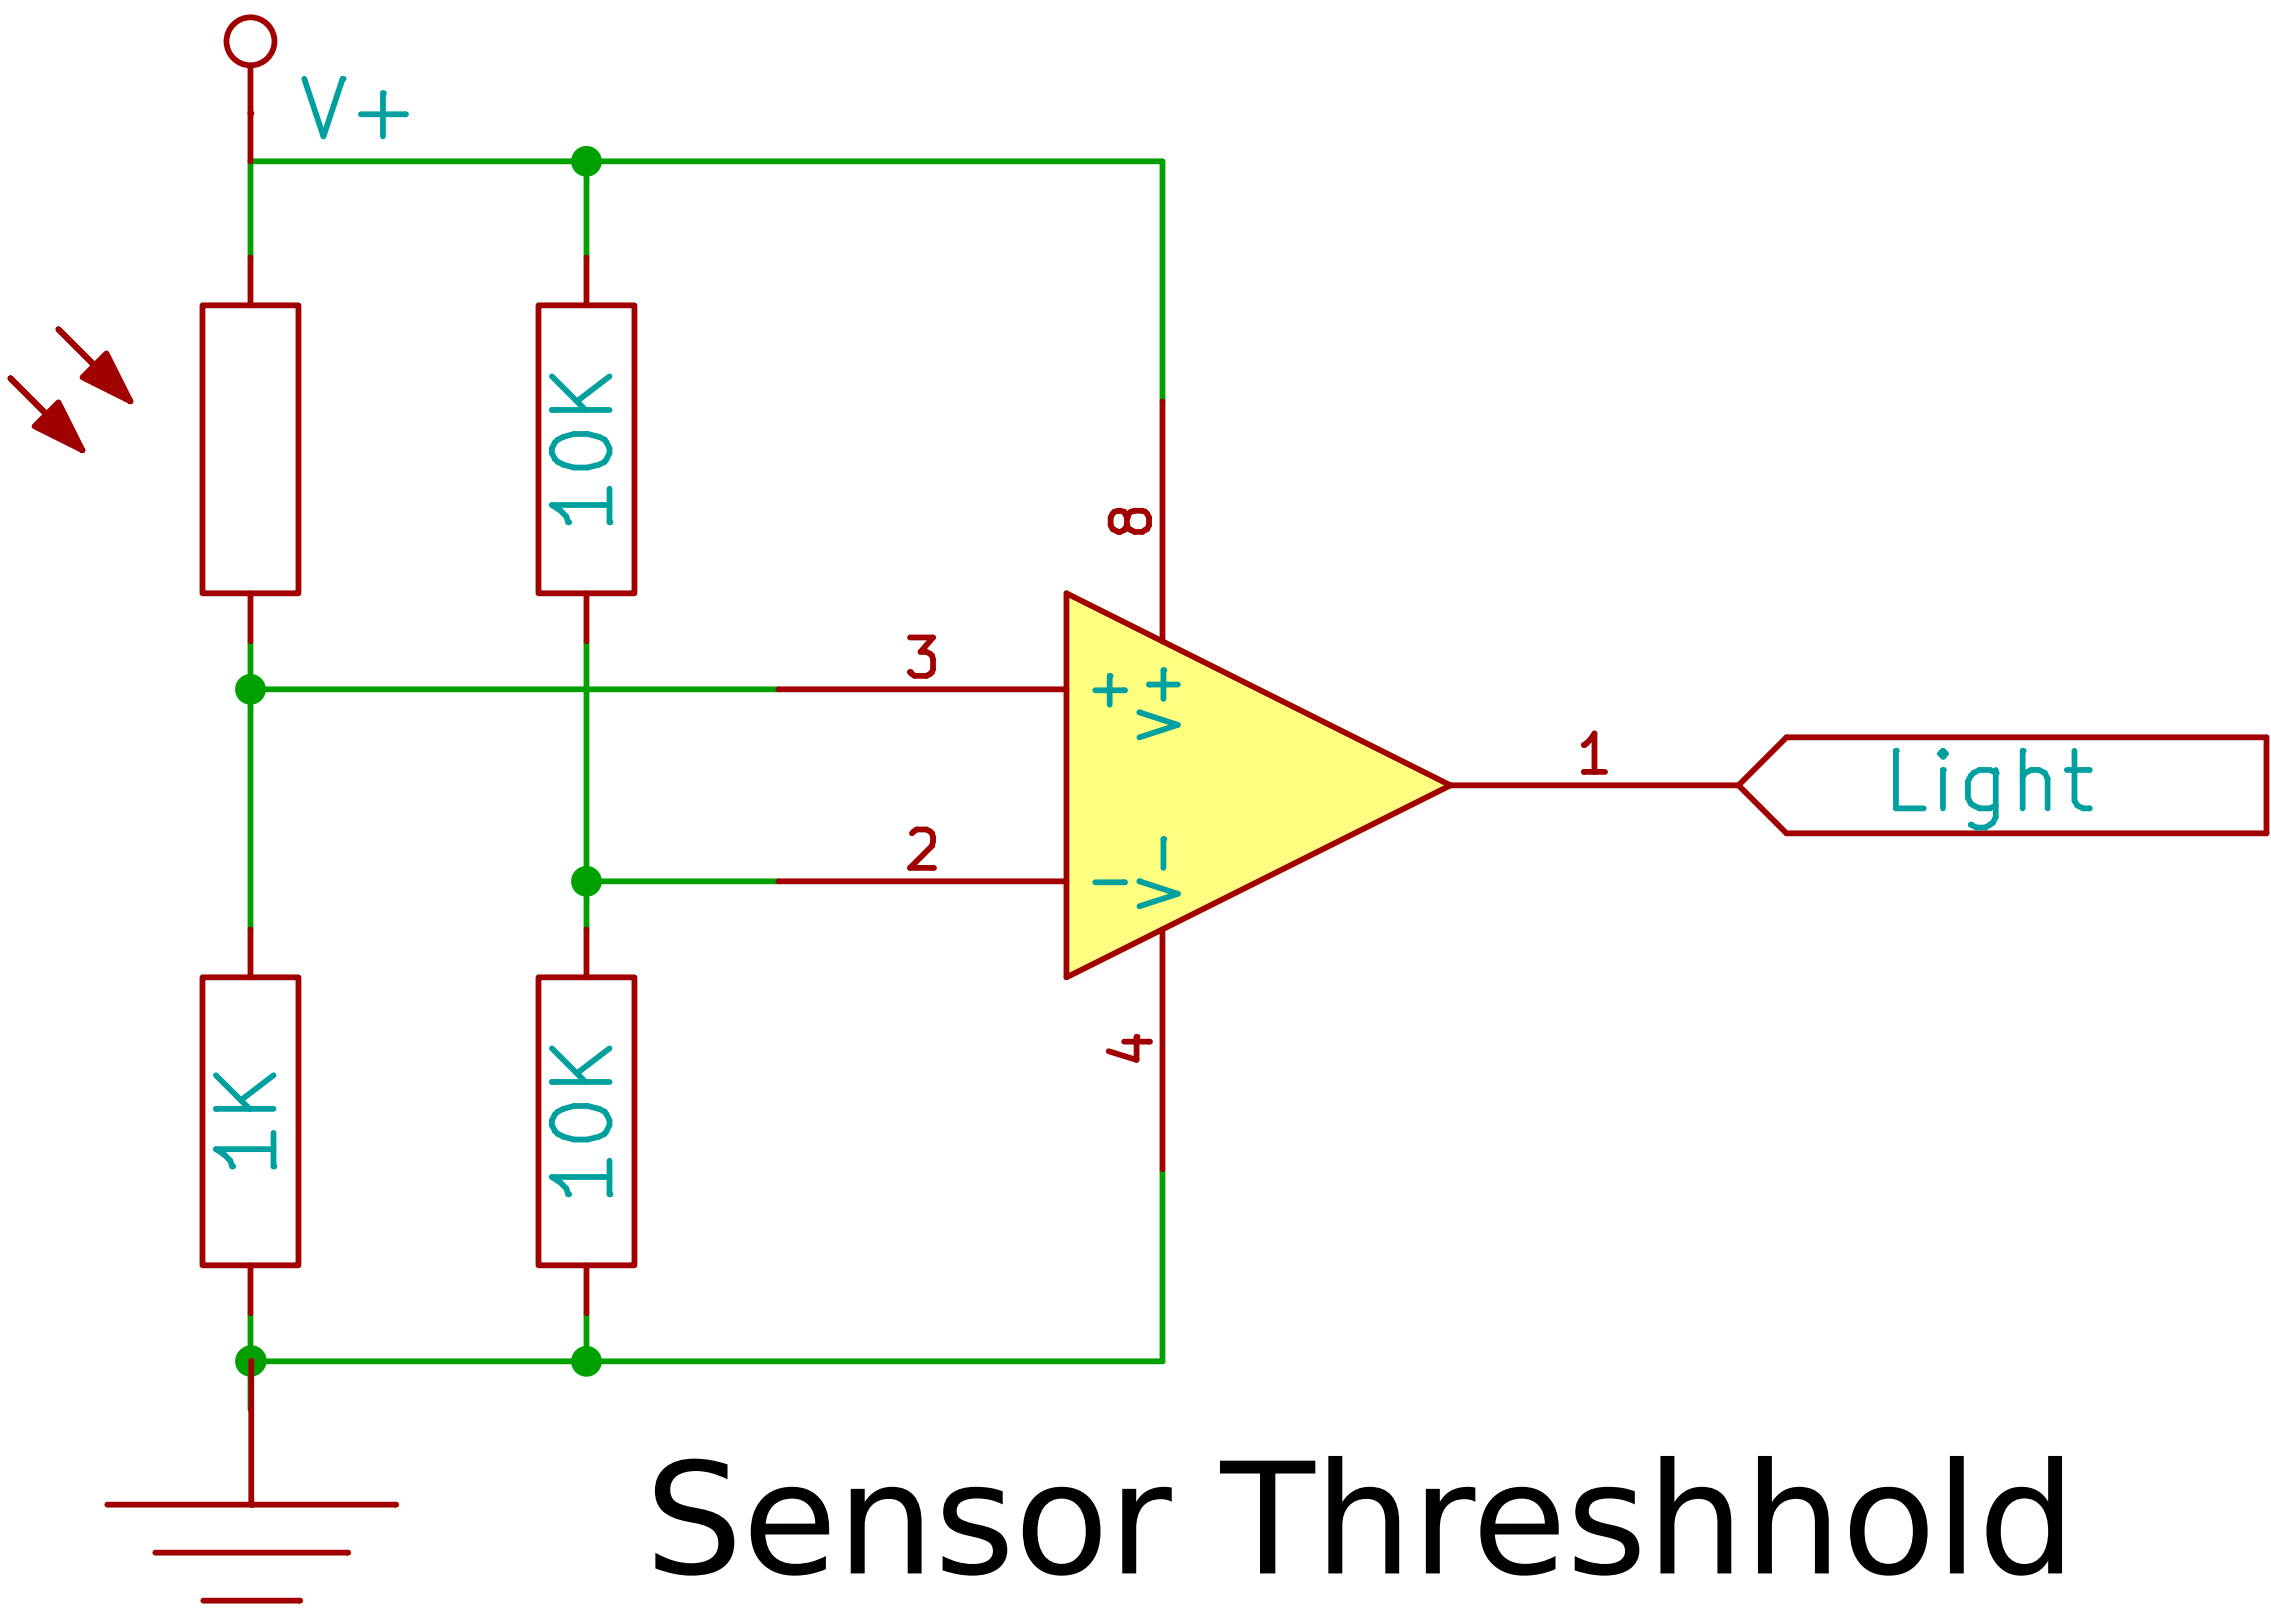 V+
10K
8
3
+
V+
1
Light
2
-
V-
4
1K
10K
Sensor Threshhold